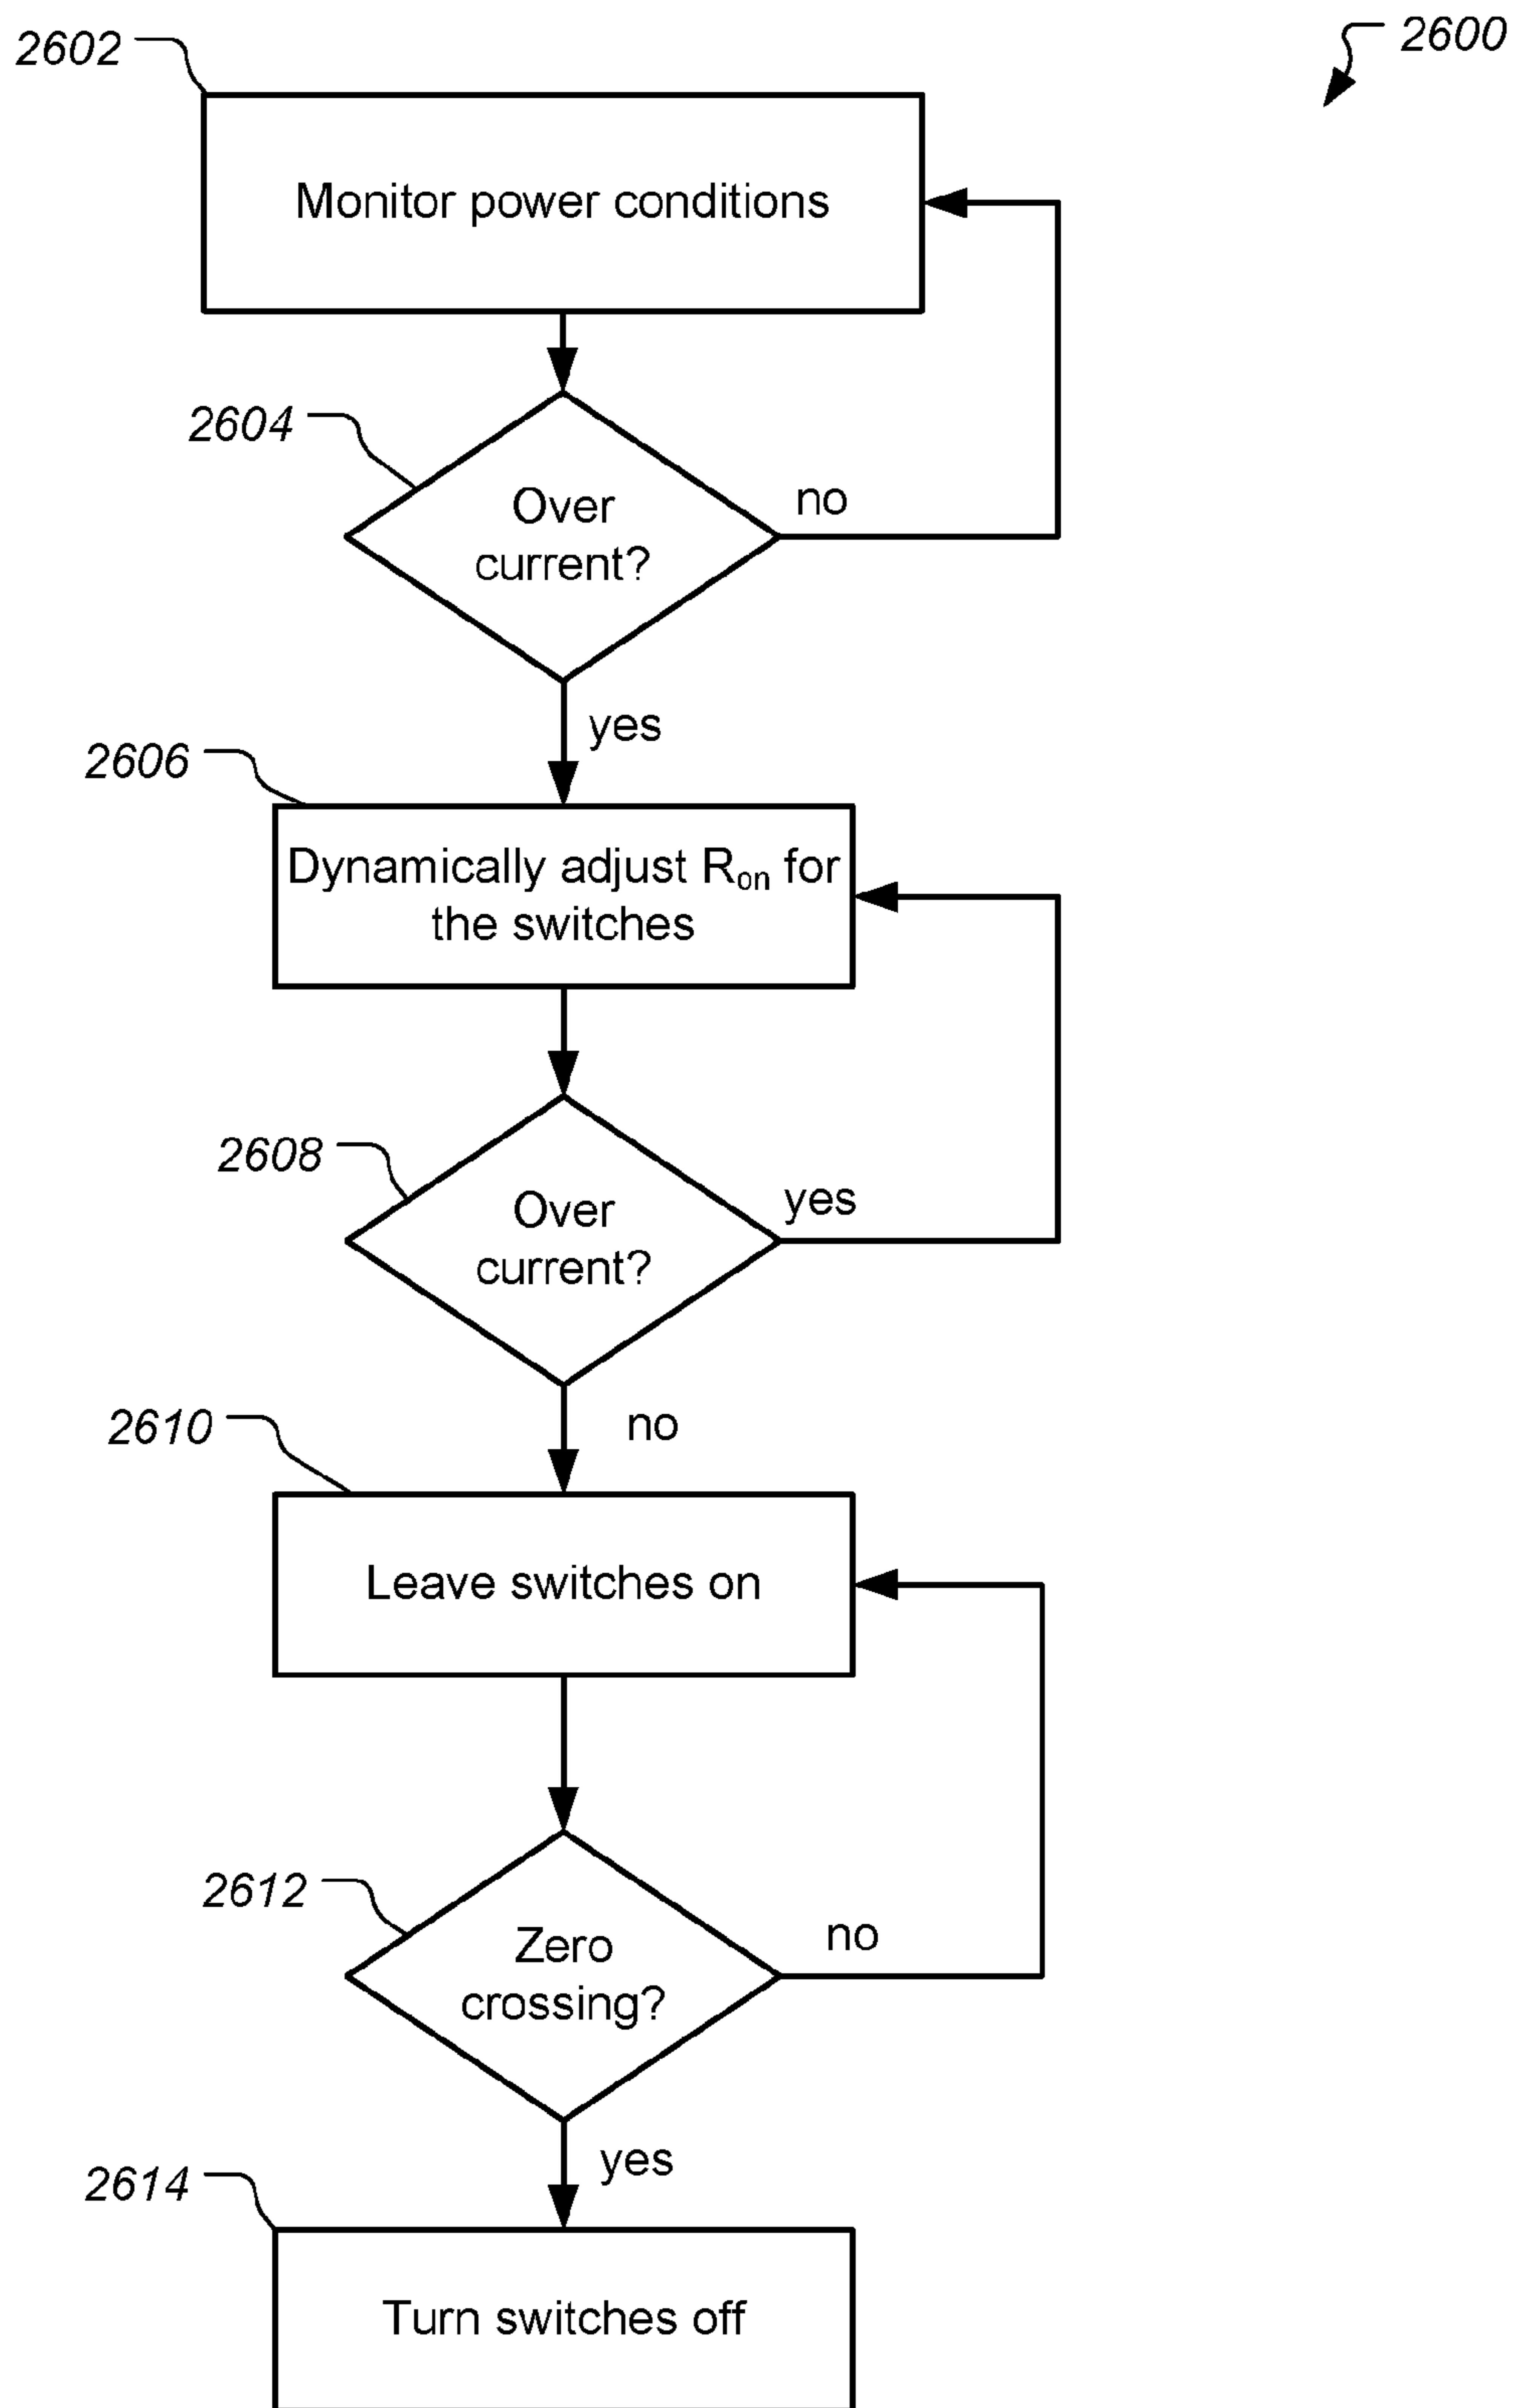 2600
2602
Monitor power conditions
2604
Over
current?
no
yes
2606
Dynamically adjust Ron for
the switches
2608
Over
current?
yes
no
2610
Leave switches on
2612
Zero
crossing?
no
yes
2614
Turn switches off